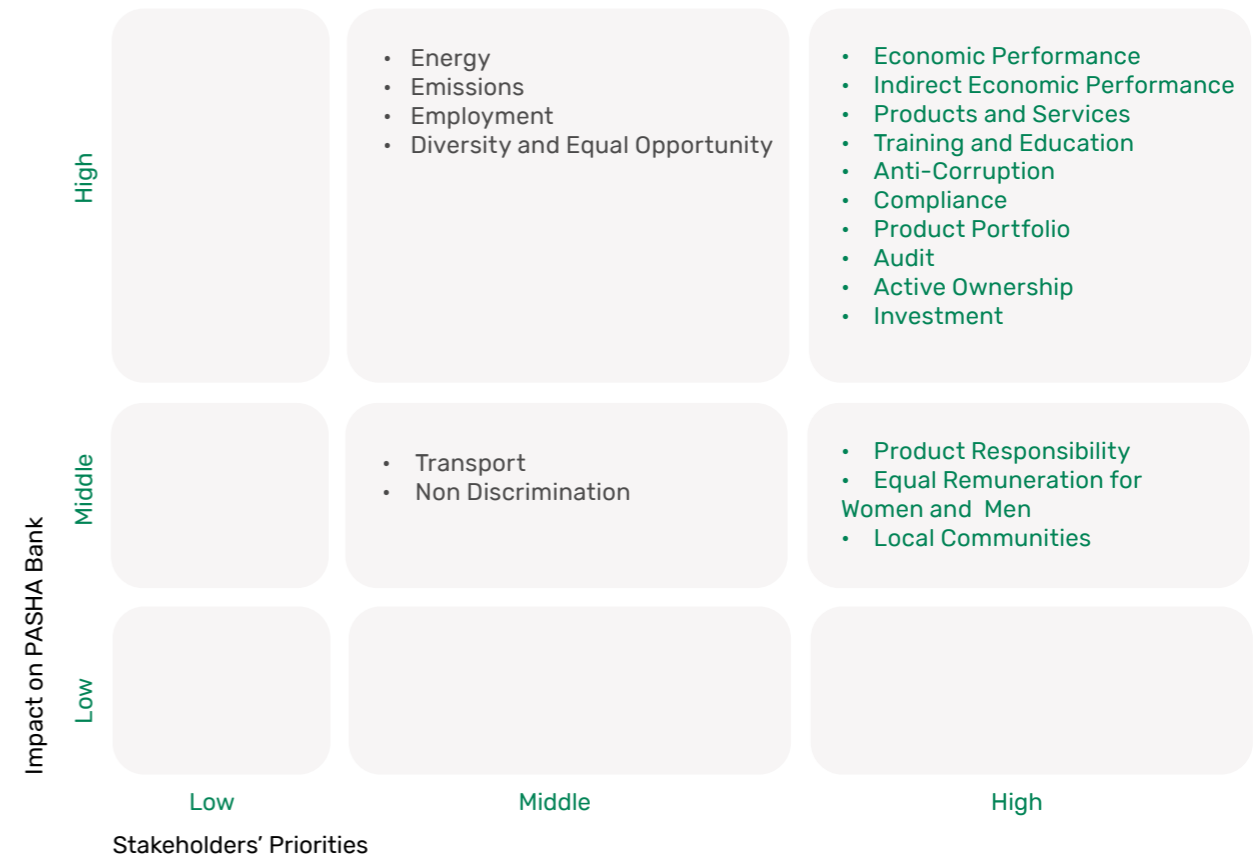 High
• Energy
• Emissions
• Employment
• Diversity and Equal Opportunity
• Economic Performance
• Indirect Economic Performance
• Products and Services
• Training and Education
• Anti-Corruption
• Compliance
• Product Portfolio
• Audit
• Active Ownership
• Investment
Middle
• Transport
• Non Discrimination
• Product Responsibility
• Equal Remuneration for
Women and Men
• Local Communities
Impact on PASHA Bank
Low
Low
Middle
High
Stakeholders’ Priorities